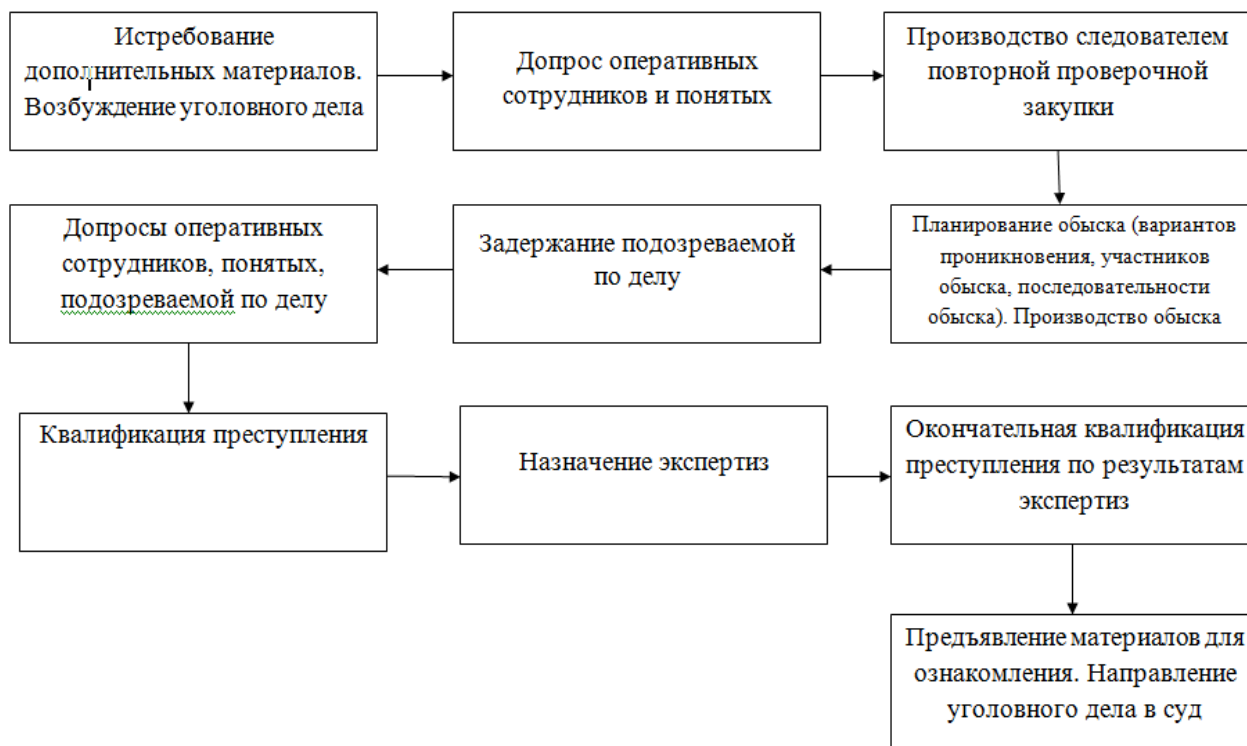 Истребование
дополнительных материалов.
Возбуждение уголовного дела
Допрос оперативных
сотрудников и понятых
Производство следователем
повторной проверочной
закупки
Планирование обыска (вариантов
проникновения, участников
обыска, последовательности
обыска). Производство обыска
Задержание подозреваемой
по делу
Допросы оперативных
сотрудников, понятых,
подозреваемой по делу
Квалификация преступления
Назначение экспертиз
Окончательная квалификация
преступления по результатам
экспертиз
Предъявление материалов для
ознакомления. Направление
уголовного дела в суд